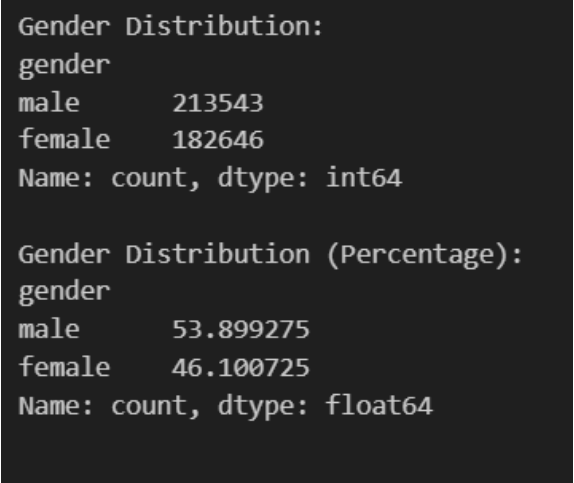 Gender Distribution:
gender
male      213543
female    182646
Name: count, dtype: int64
Gender Distribution (Percentage):
gender
male      53.899275
female    46.100725
Name: count, dtype: float64